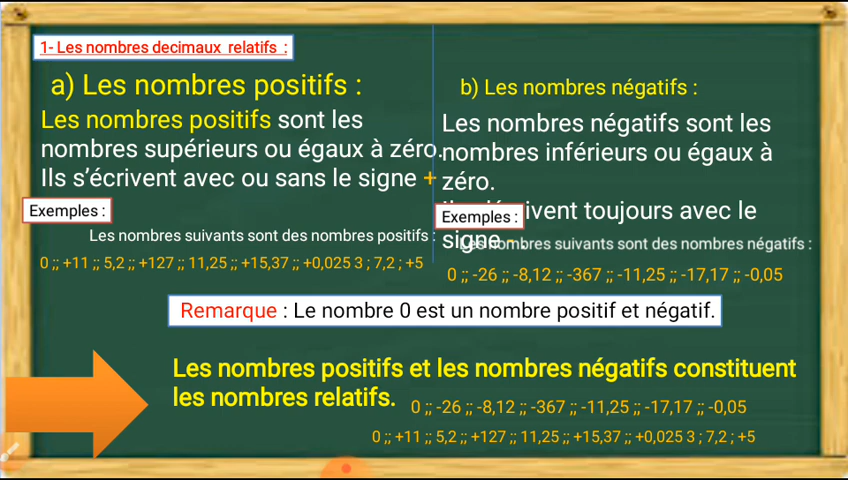 1- Les nombres decimaux relatifs :
a) Les nombres positifs :
Les nombres positifs sont les
nombres supérieurs ou égaux à zéro.
Ils s’écrivent avec ou sans le signe +
Exemples :
Les nombres suivants sont des nombres positifs :
0 ;; +11 ;; 5,2 ;; +127 ;; 11,25 ;; +15,37 ;; +0,025 3 ; 7,2 ; +5
b) Les nombres négatifs :
Les nombres négatifs sont les
nombres inférieurs ou égaux à
zéro.
ivent toujours avec le
signe - .
Exemples :
Les nombres suivants sont des nombres négatifs :
0 ;; -26 ;; -8,12 ;; -367 ;; -11,25 ;; -17,17 ;; -0,05
Remarque : Le nombre 0 est un nombre positif et négatif.
Les nombres positifs et les nombres négatifs constituent
les nombres relatifs.
0 ;; -26 ;; -8,12 ;; -367 ;; -11,25 ;; -17,17 ;; -0,05
0 ;; +11 ;; 5,2 ;; +127 ;; 11,25 ;; +15,37 ;; +0,025 3 ; 7,2 ; +5